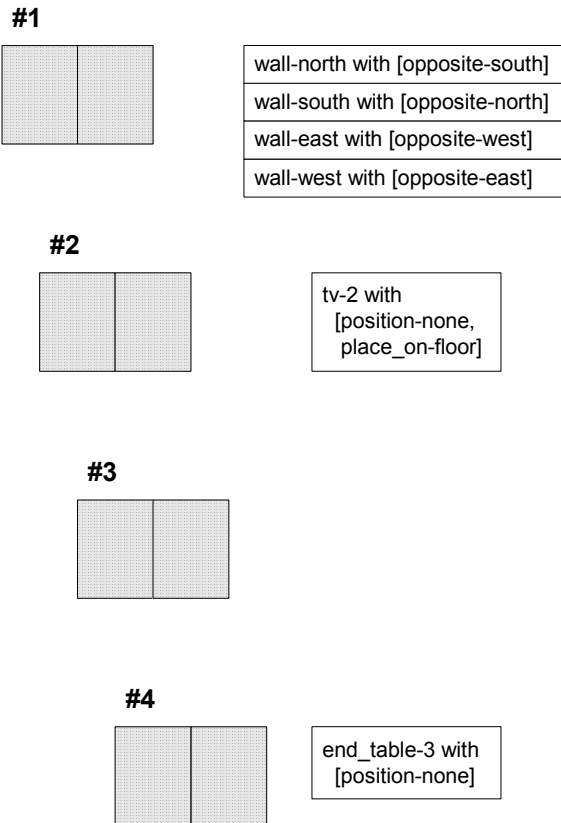 #1
wall-north with [opposite-south]
wall-south with [opposite-north]
wall-east with [opposite-west]
wall-west with [opposite-east]
#2
tv-2 with
[position-none,
place_on-floor]
#3
#4
end_table-3 with
[position-none]